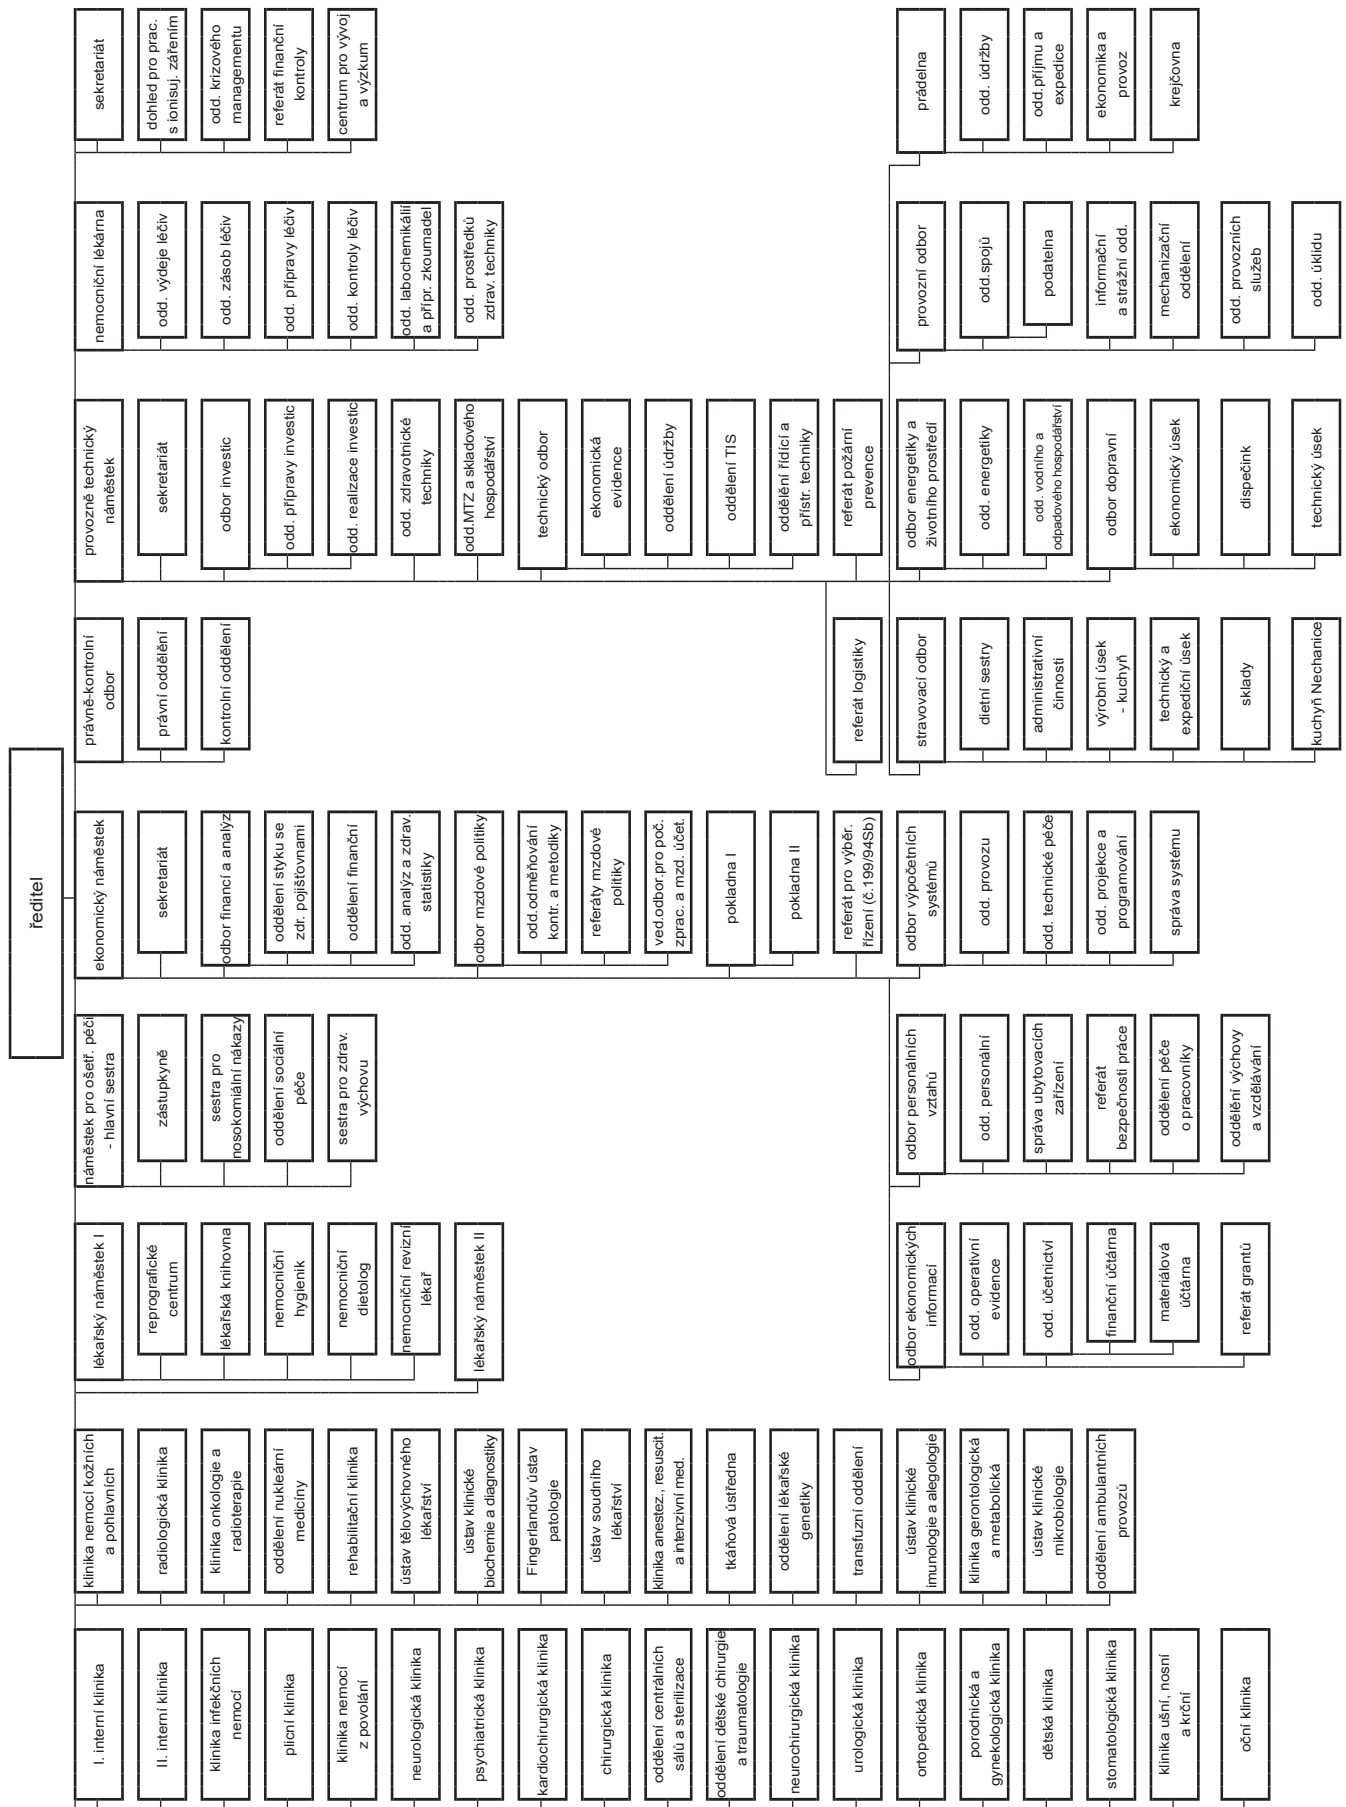 ředitel
I. interní klinika
II. interní klinika
klinika infekčních
nemocí
plicní klinika
klinika nemocí
z povolání
neurologická klinika
psychiatrická klinika
kardiochirurgická klinika
chirurgická klinika
oddělení centrálních
sálů a sterilizace
oddělení dětské chirurgie
a traumatologie
neurochirurgická klinika
urologická klinika
ortopedická klinika
porodnická a
gynekologická klinika
dětská klinika
stomatologická klinika
klinika ušní, nosní
a krční
oční klinika
klinika nemocí kožních
a pohlavních
radiologická klinika
klinika onkologie a
radioterapie
oddělení nukleární
medicíny
rehabilitační klinika
ústav tělovýchovného
lékařství
ústav klinické
biochemie a diagnostiky
Fingerlandův ústav
patologie
ústav soudního
lékařství
klinika anestez., resuscit.
a intenzivní med.
tkáňová ústředna
oddělení lékařské
genetiky
transfuzní oddělení
ústav klinické
imunologie a alegologie
klinika gerontologická
a metabolická
ústav klinické
mikrobiologie
oddělení ambulantních
provozů
lékařský náměstek I
reprografické
centrum
lékařská knihovna
nemocniční
hygienik
nemocniční
dietolog
nemocniční revizní
lékař
lékařský náměstek II
odbor ekonomických
informací
odd. operativní
evidence
odd. účetnictví
finanční účtárna
materiálová
účtárna
referát grantů
náměstek pro ošetř. péči
- hlavní sestra
zástupkyně
sestra pro
nosokomiální nákazy
oddělení sociální
péče
sestra pro zdrav.
výchovu
odbor personálních
vztahů
odd. personální
správa ubytovacích
zařízení
referát
bezpečnosti práce
oddělení péče
o pracovníky
oddělení výchovy
a vzdělávání
ekonomický náměstek
sekretariát
odbor financí a analýz
oddělení styku se
zdr. pojišťovnami
oddělení finanční
odd. analýz a zdrav.
statistiky
odbor mzdové politiky
odd.odměňování
kontr. a metodiky
referáty mzdové
politiky
ved.odbor.pro poč.
zprac. a mzd. účet.
pokladna I
pokladna II
referát pro výběr.
řízení (č.199/94Sb)
odbor výpočetních
systémů
odd. provozu
odd. technické péče
odd. projekce a
programování
správa systému
právně-kontrolní
odbor
právní oddělení
kontrolní oddělení
referát logistiky
stravovací odbor
dietní sestry
administrativní
činnosti
výrobní úsek
- kuchyň
technický a
expediční úsek
sklady
kuchyň Nechanice
provozně technický
náměstek
sekretariát
odbor investic
odd. přípravy investic
odd. realizace investic
odd. zdravotnické
techniky
odd.MTZ a skladového
hospodářství
technický odbor
ekonomická
evidence
oddělení údržby
oddělení TIS
oddělení řídící a
přístr. techniky
referát požární
prevence
odbor energetiky a
životního prostředí
odd. energetiky
odd. vodního a
odpadového hospodářství
odbor dopravní
ekonomický úsek
dispečink
technický úsek
nemocniční lékárna
odd. výdeje léčiv
odd. zásob léčiv
odd. přípravy léčiv
odd. kontroly léčiv
odd. labochemikálií
a přípr. zkoumadel
odd. prostředků
zdrav. techniky
provozní odbor
odd.spojů
podatelna
informační
a strážní odd.
mechanizační
oddělení
odd. provozních
služeb
odd. úklidu
sekretariát
dohled pro prac.
s ionisuj. zářením
odd. krizového
managementu
referát finanční
kontroly
centrum pro vývoj
a výzkum
prádelna
odd. údržby
odd.příjmu a
expedice
ekonomika a
provoz
krejčovna